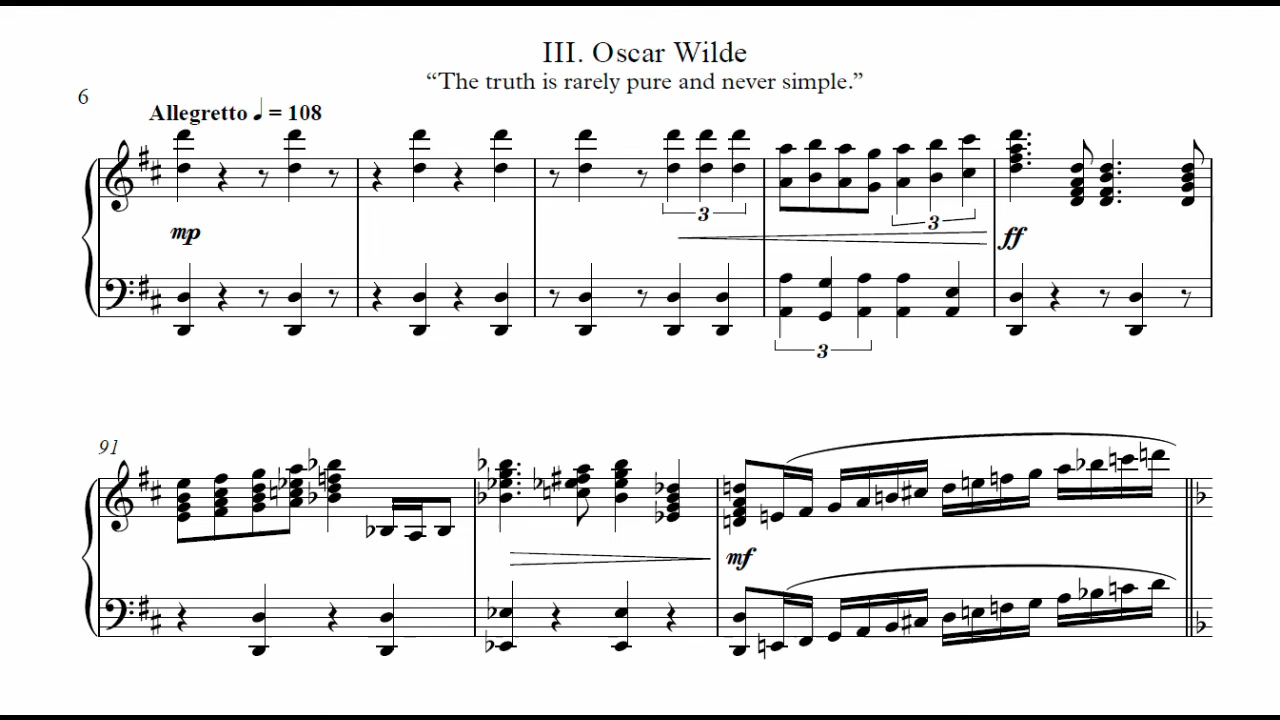 III. Oscar Wilde
“The truth is rarely pure and never simple.”
6
Allegretto ♩ = 108
3
3
mp
ff
3
91
mf